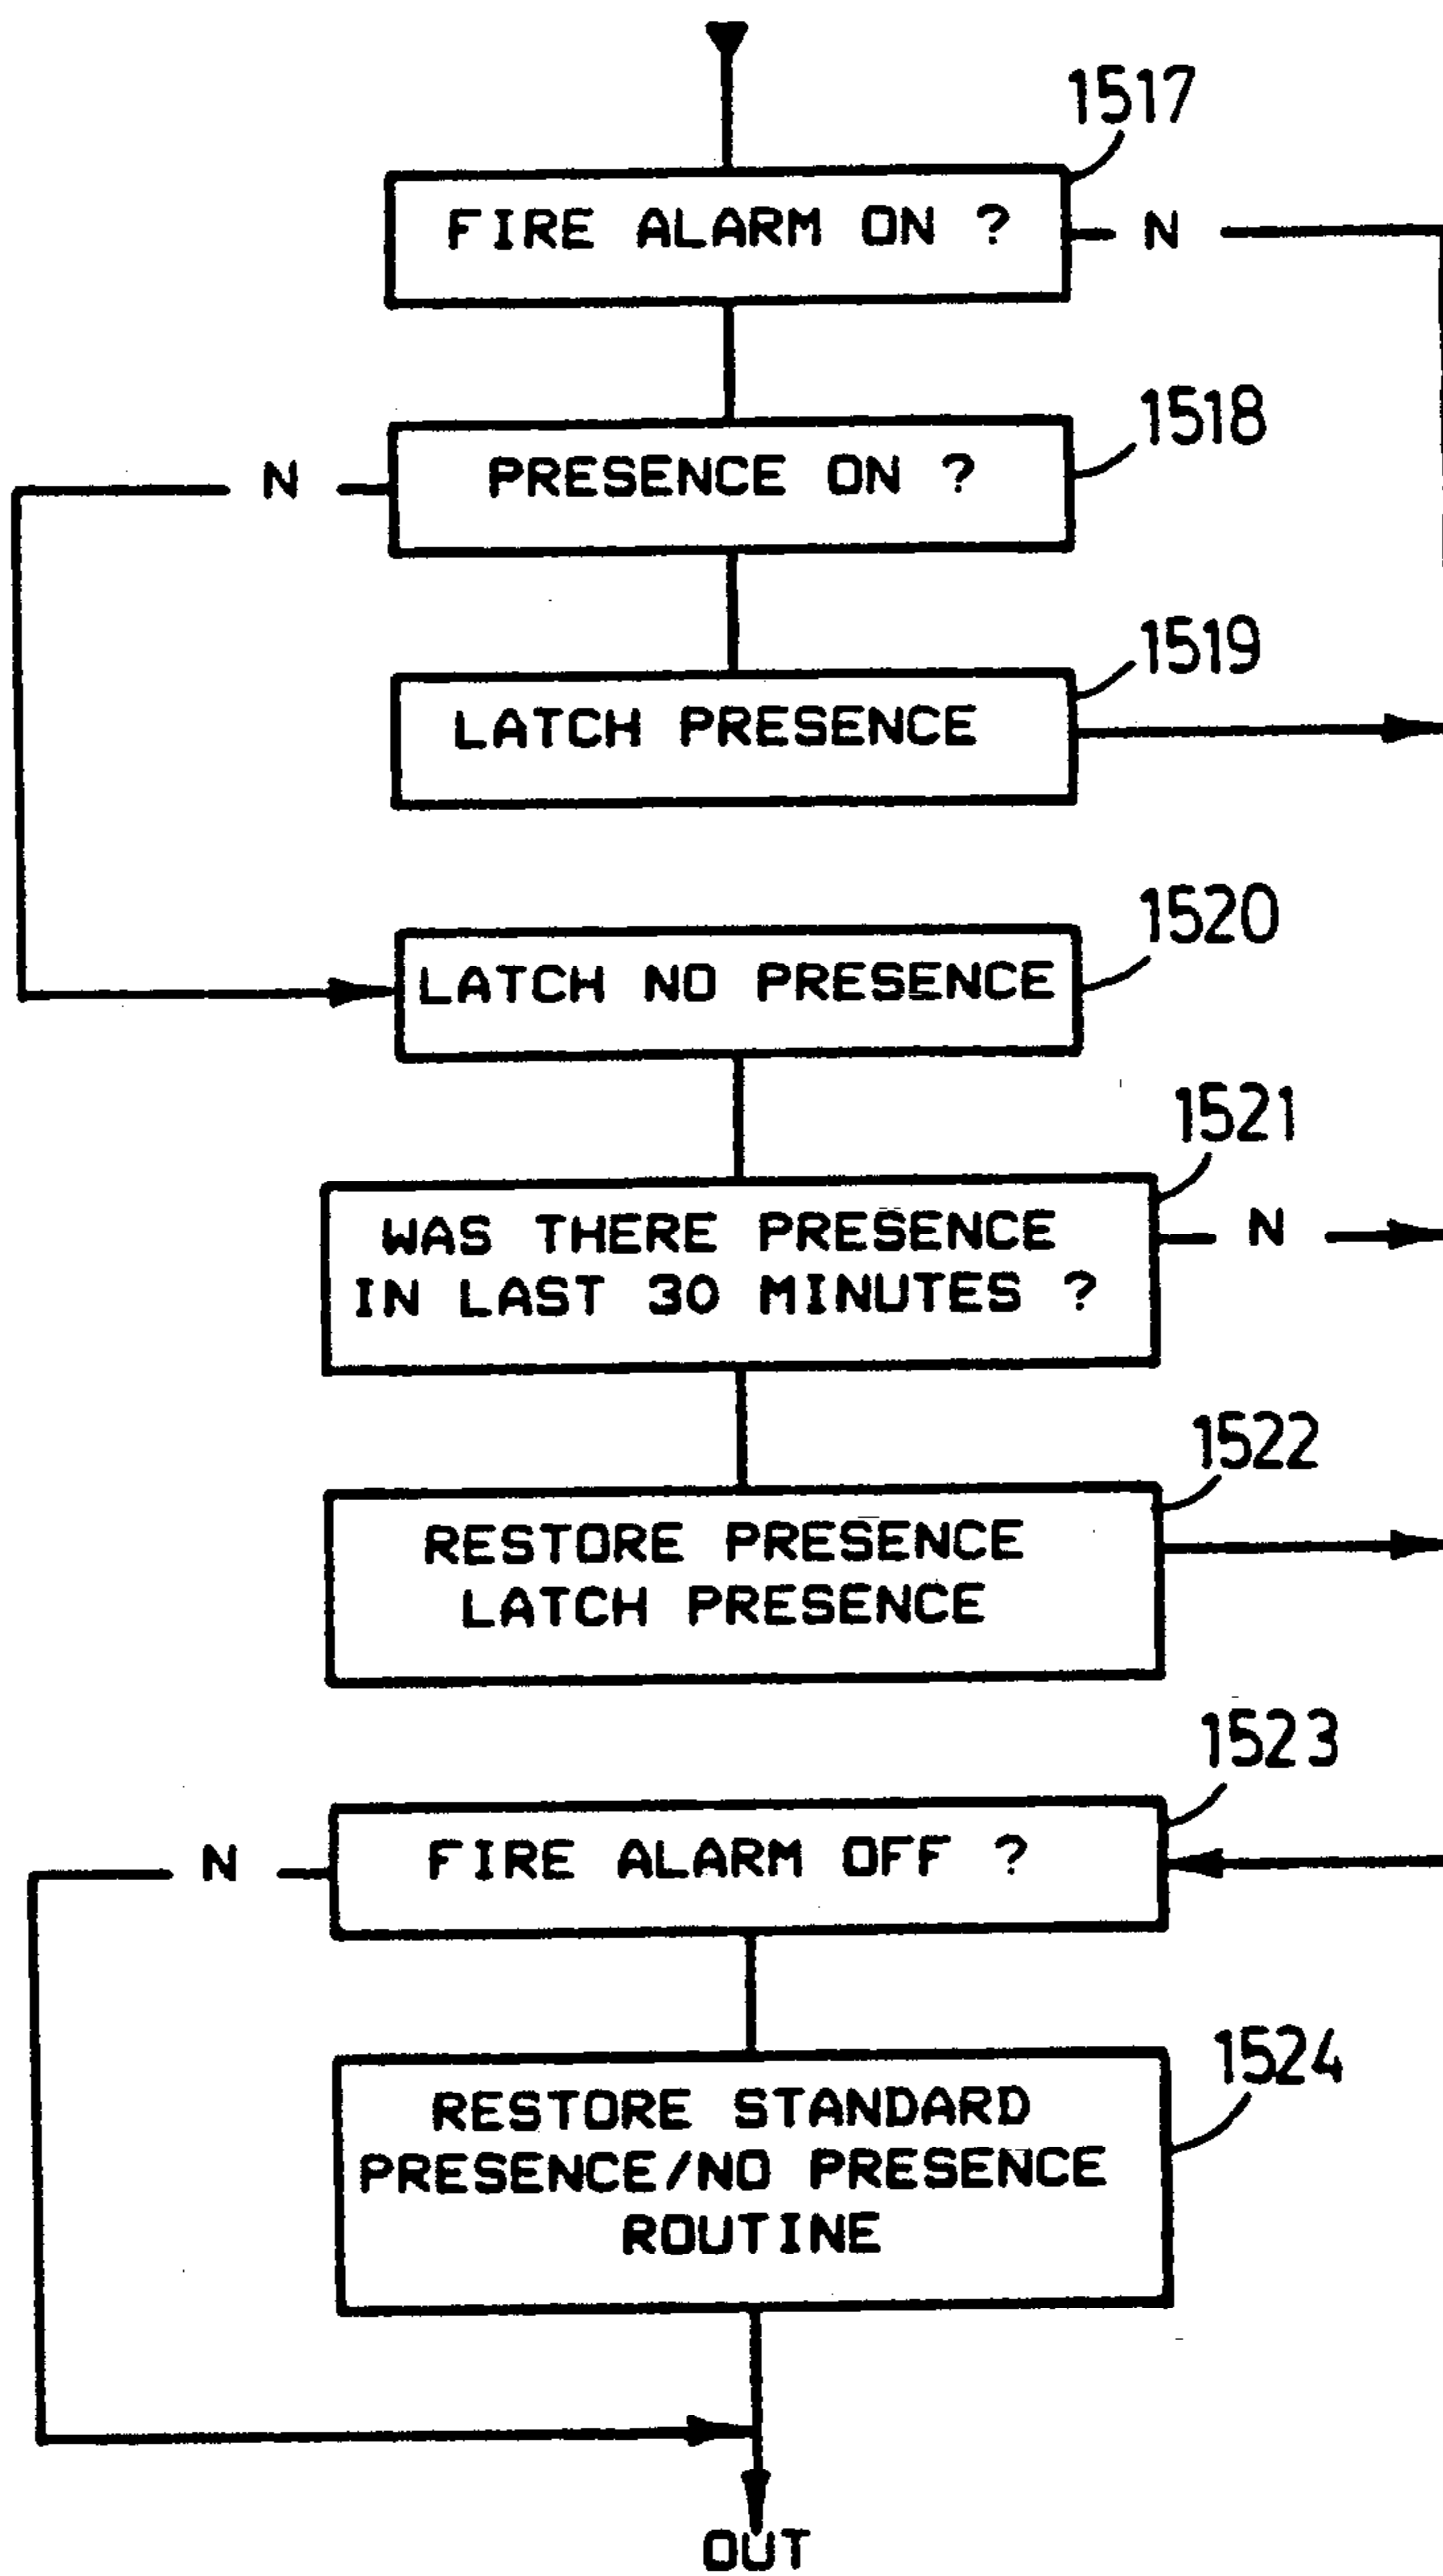 1517
FIRE ALARM ON ?
N
1518
PRESENCE ON ?
N
1519
LATCH PRESENCE
1520
LATCH NO PRESENCE
1521
WAS THERE PRESENCE
IN LAST 30 MINUTES ?
N
1522
RESTORE PRESENCE
LATCH PRESENCE
1523
FIRE ALARM OFF ?
N
1524
RESTORE STANDARD
PRESENCE/NO PRESENCE
ROUTINE
OUT